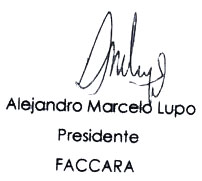 Alejandro Marcelo Lupo
Presidente
FACCARA